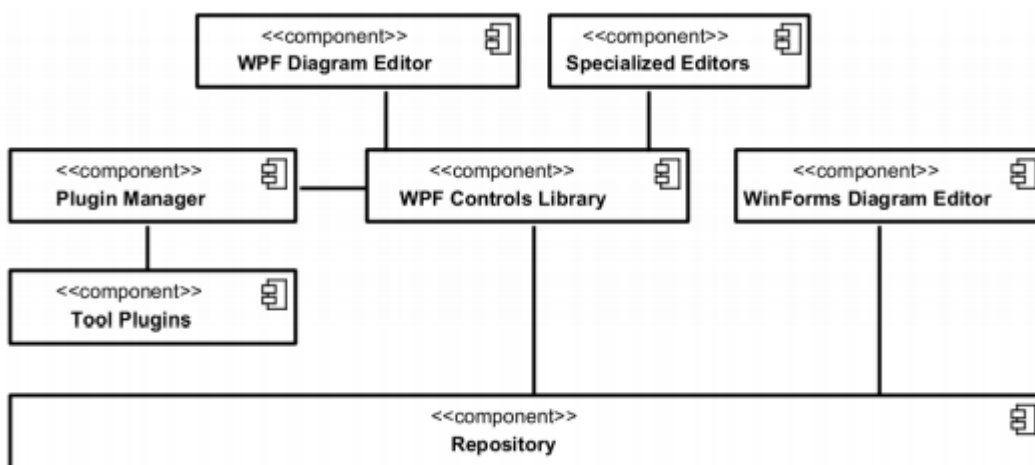 <<component>>
WPF Diagram Editor
<<component>>
Specialized Editors
<<component>>
Plugin Manager
<<component>>
WPF Controls Library
<<component>>
WinForms Diagram Editor
<<component>>
Tool Plugins
<<component>>
Repository